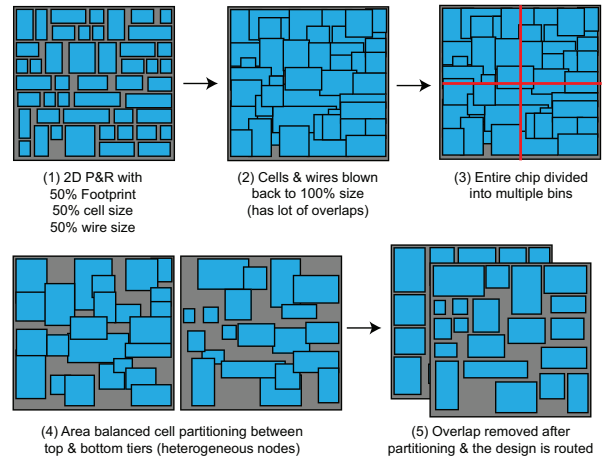 (1) 2D P&R with
50% Footprint
50% cell size
50% wire size
(2) Cells & wires blown
back to 100% size
(has lot of overlaps)
(3) Entire chip divided
into multiple bins
(4) Area balanced cell partitioning between
top & bottom tiers (heterogeneous nodes)
(5) Overlap removed after
partitioning & the design is routed